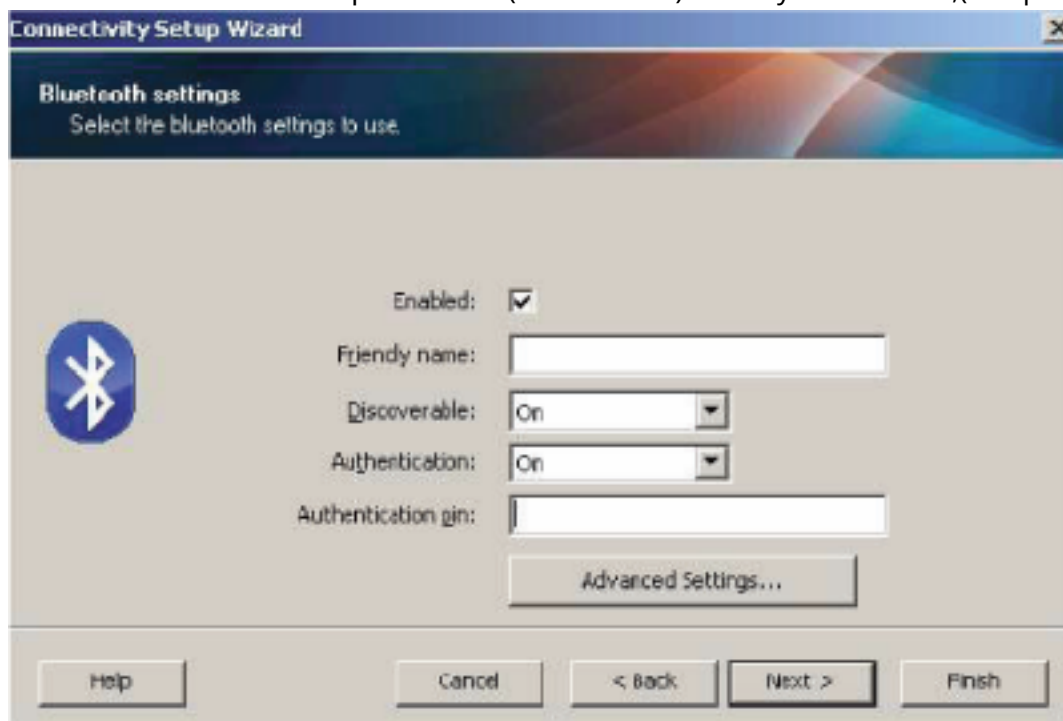 Connectivity Setup Wizard
Bluetooth settings
Select the bluetooth settings to use.
Enabled:
Friendly name:
Discoverable: On
Authentication: On
Authentication pin:
Advanced Settings...
Help Cancel < Back Next > Finish